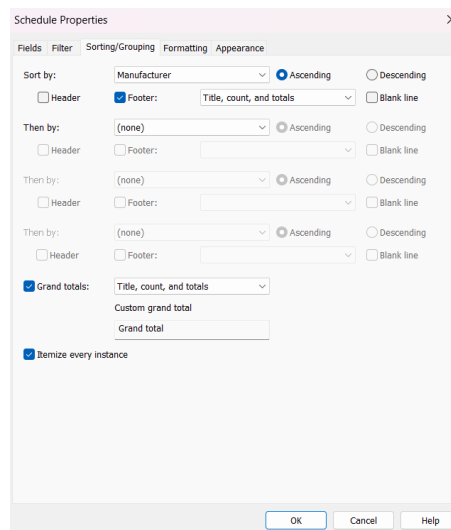 Schedule Properties
Fields Filter Sorting/Grouping Formatting Appearance
Sort by: Manufacturer Ascending Descending
Header Footer: Title, count, and totals Blank line
Then by: (none) Ascending Descending
Header Footer: Blank line
Then by: (none) Ascending Descending
Header Footer: Blank line
Then by: (none) Ascending Descending
Header Footer: Blank line
Grand totals: Title, count, and totals
Custom grand total
Grand total
Itemize every instance
OK Cancel Help